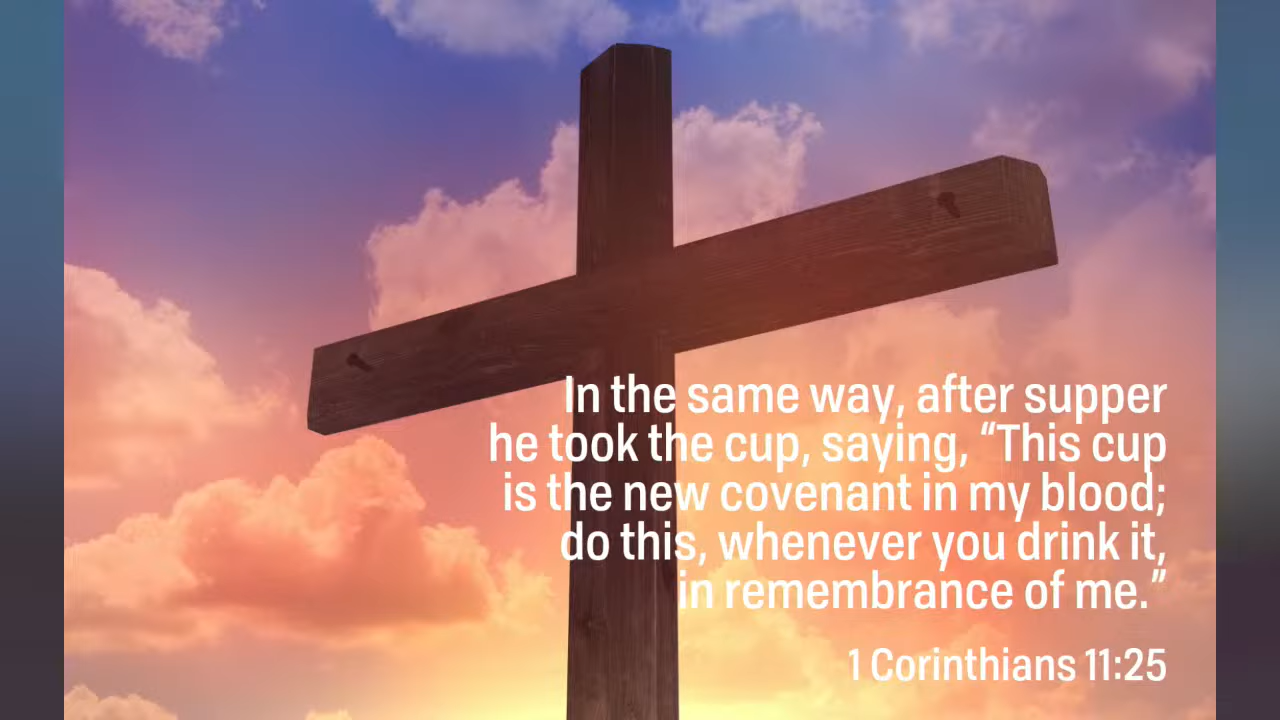 In the same way, after supper
he took the cup, saying, “This cup
is the new covenant in my blood;
do this, whenever you drink it,
in remembrance of me.”
1 Corinthians 11:25